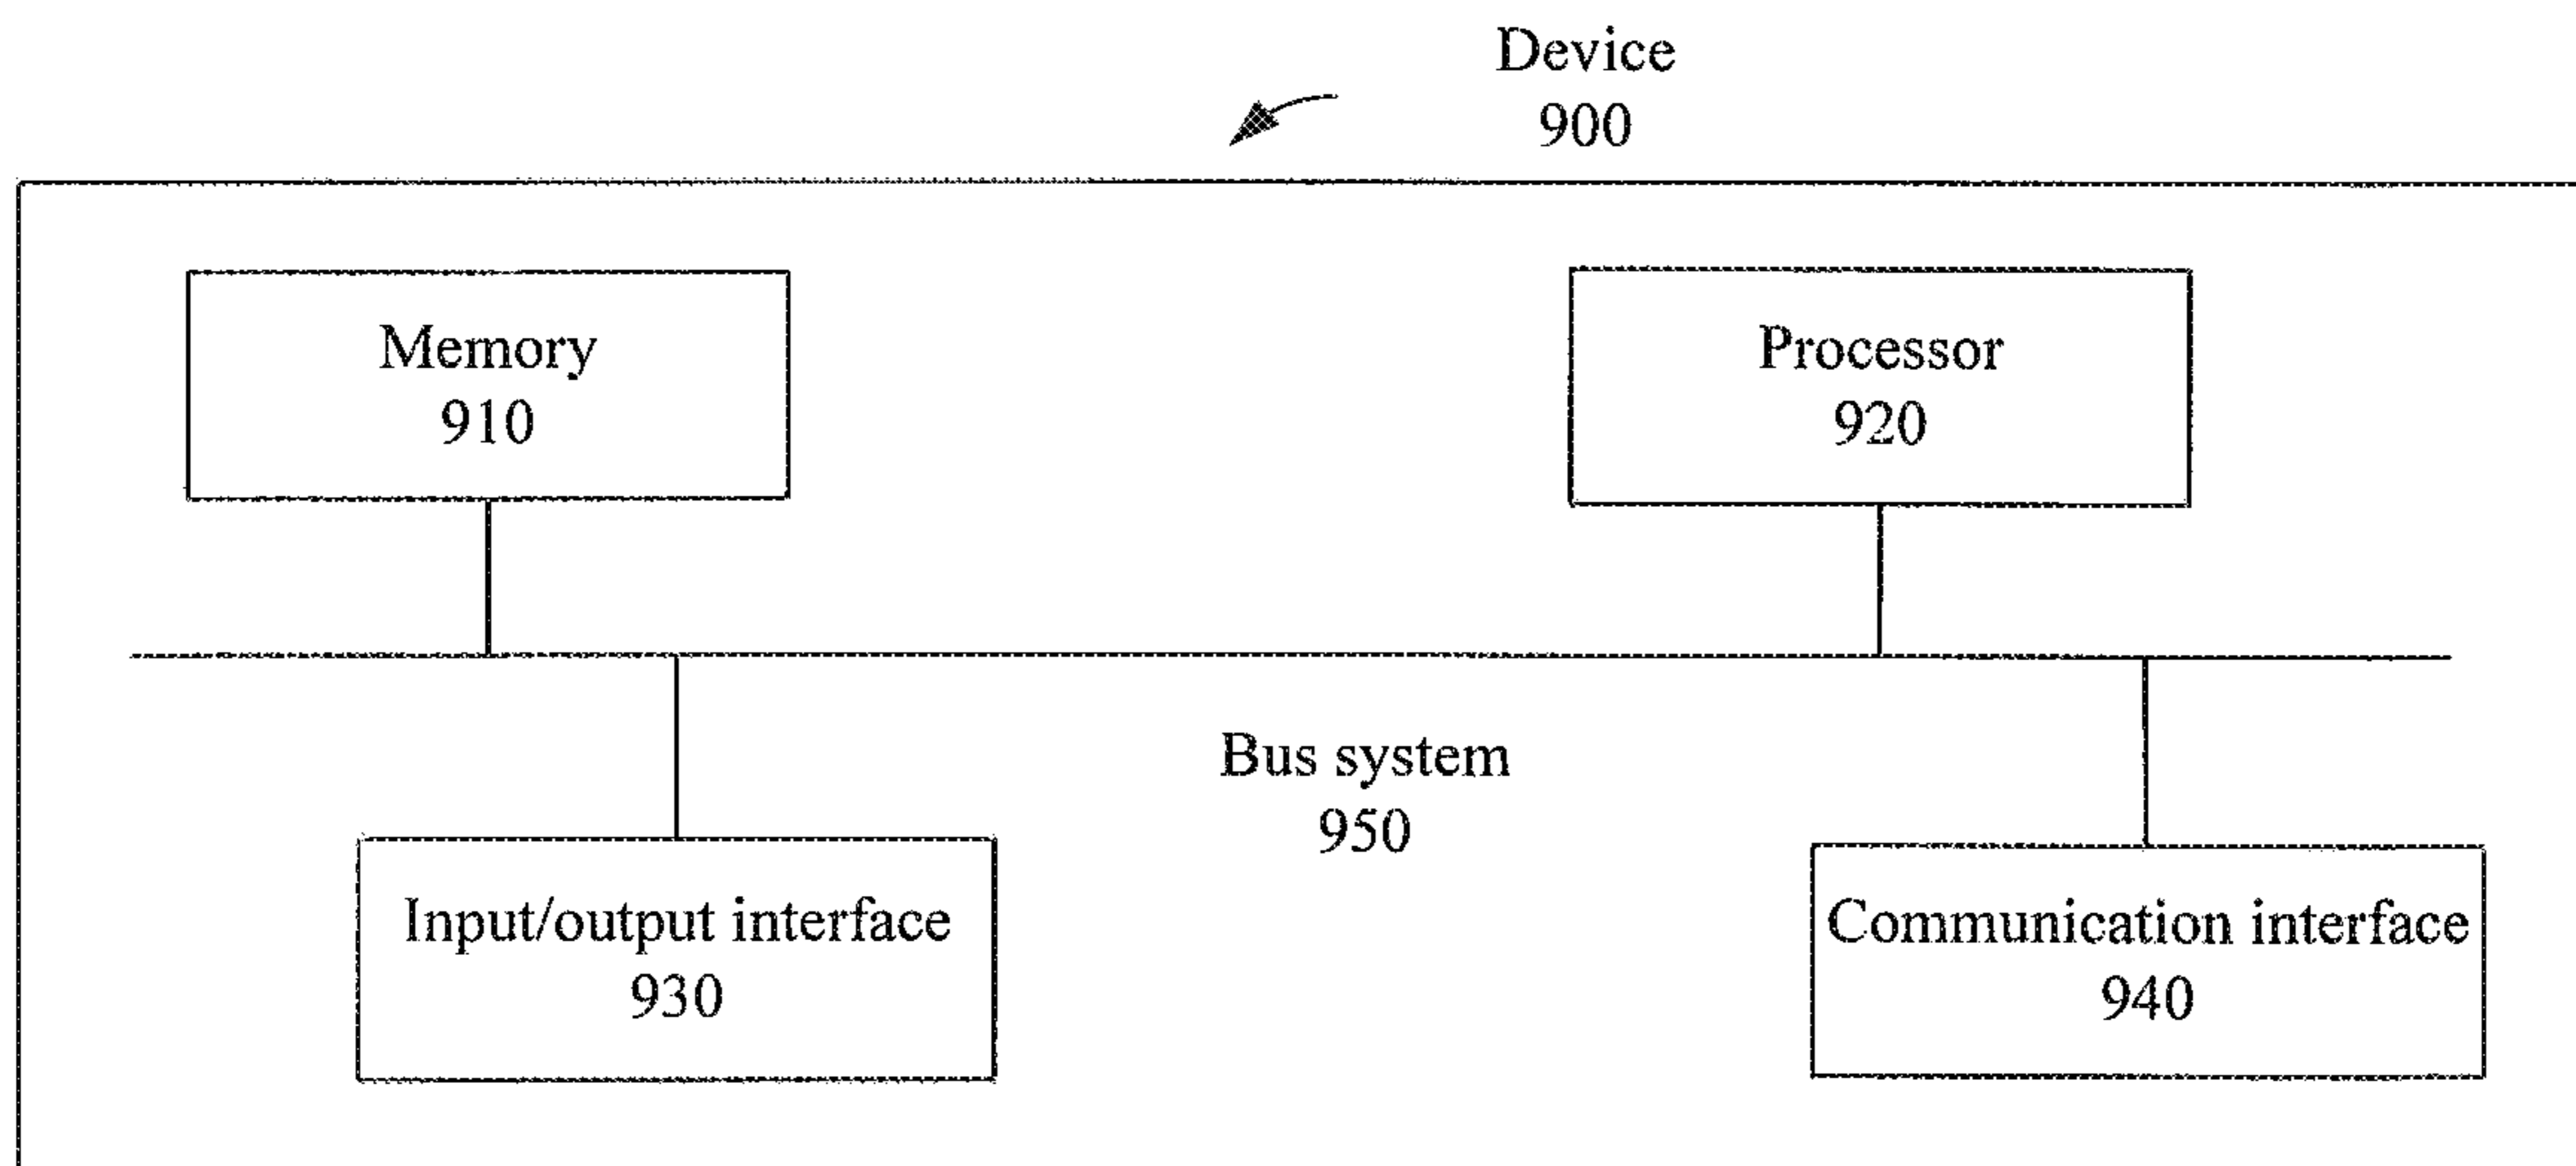 Device
900
Memory
910
Processor
920
Bus system
950
Input/output interface
930
Communication interface
940